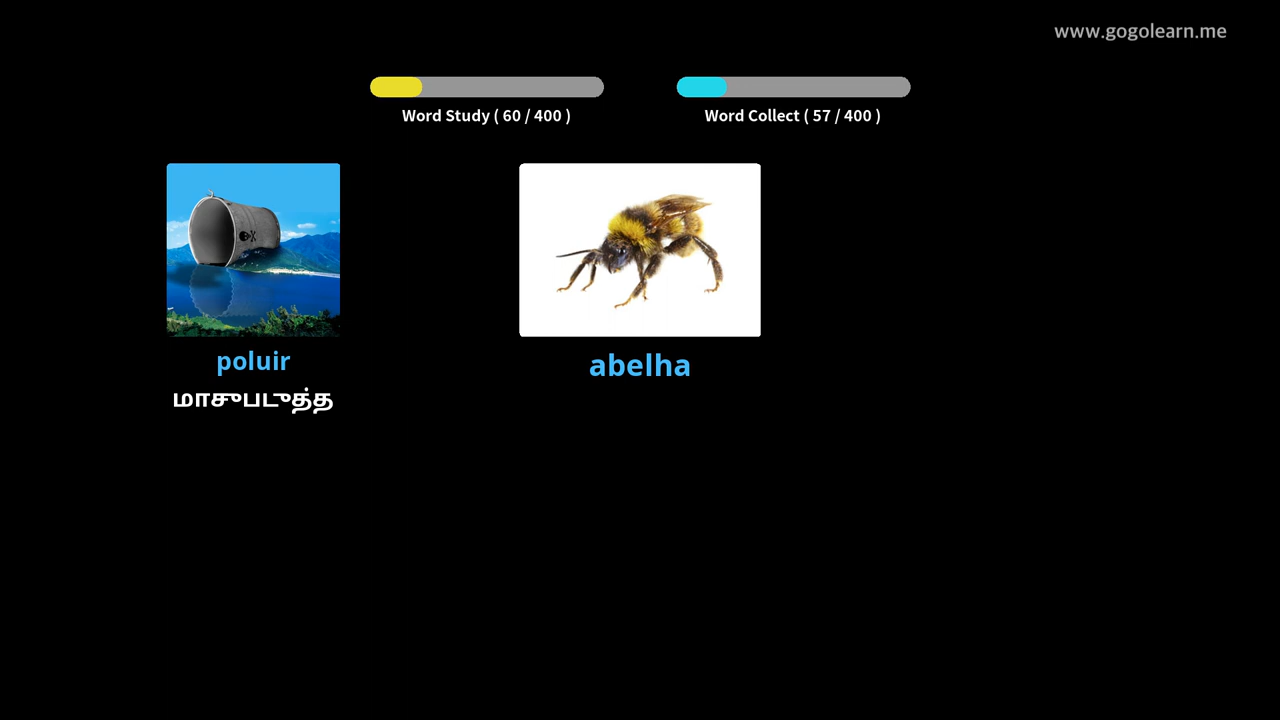 www.gogolearn.me
Word Study ( 60 / 400 )
Word Collect ( 57 / 400 )
poluir
மாசுபடுத்த
abelha